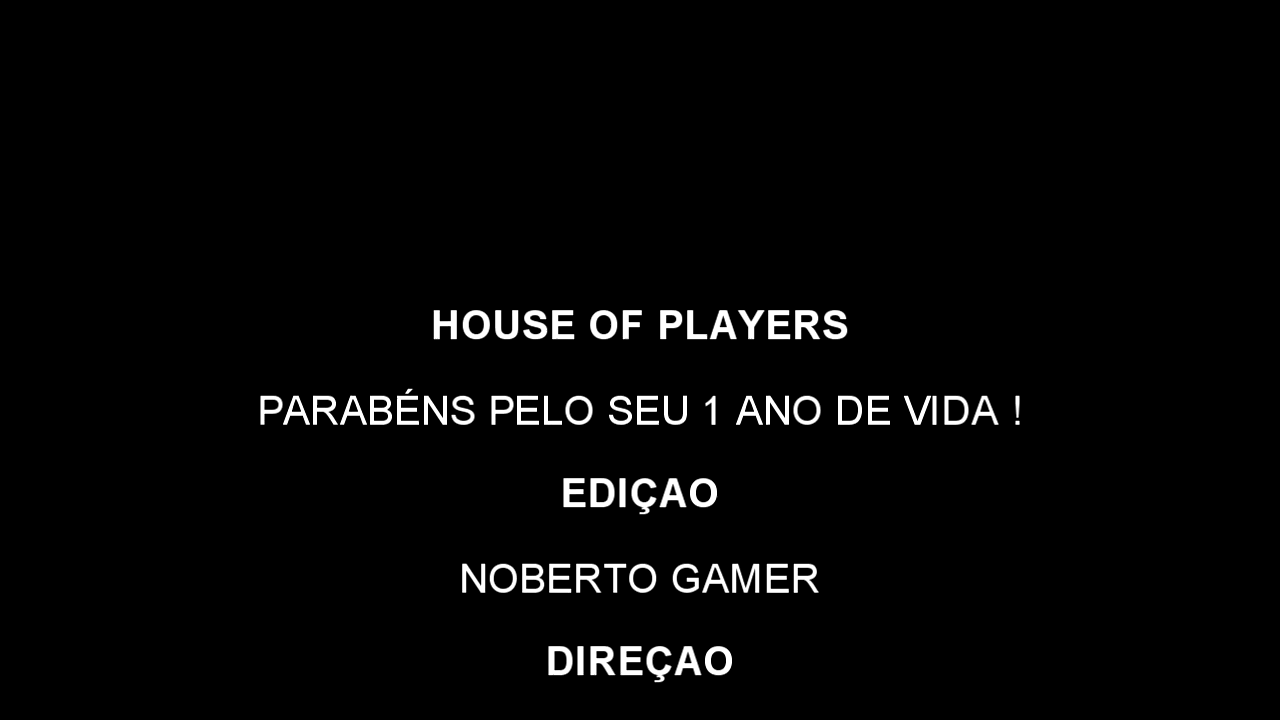 HOUSE OF PLAYERS
PARABÉNS PELO SEU 1 ANO DE VIDA !
EDIÇAO
NOBERTO GAMER
DIREÇAO